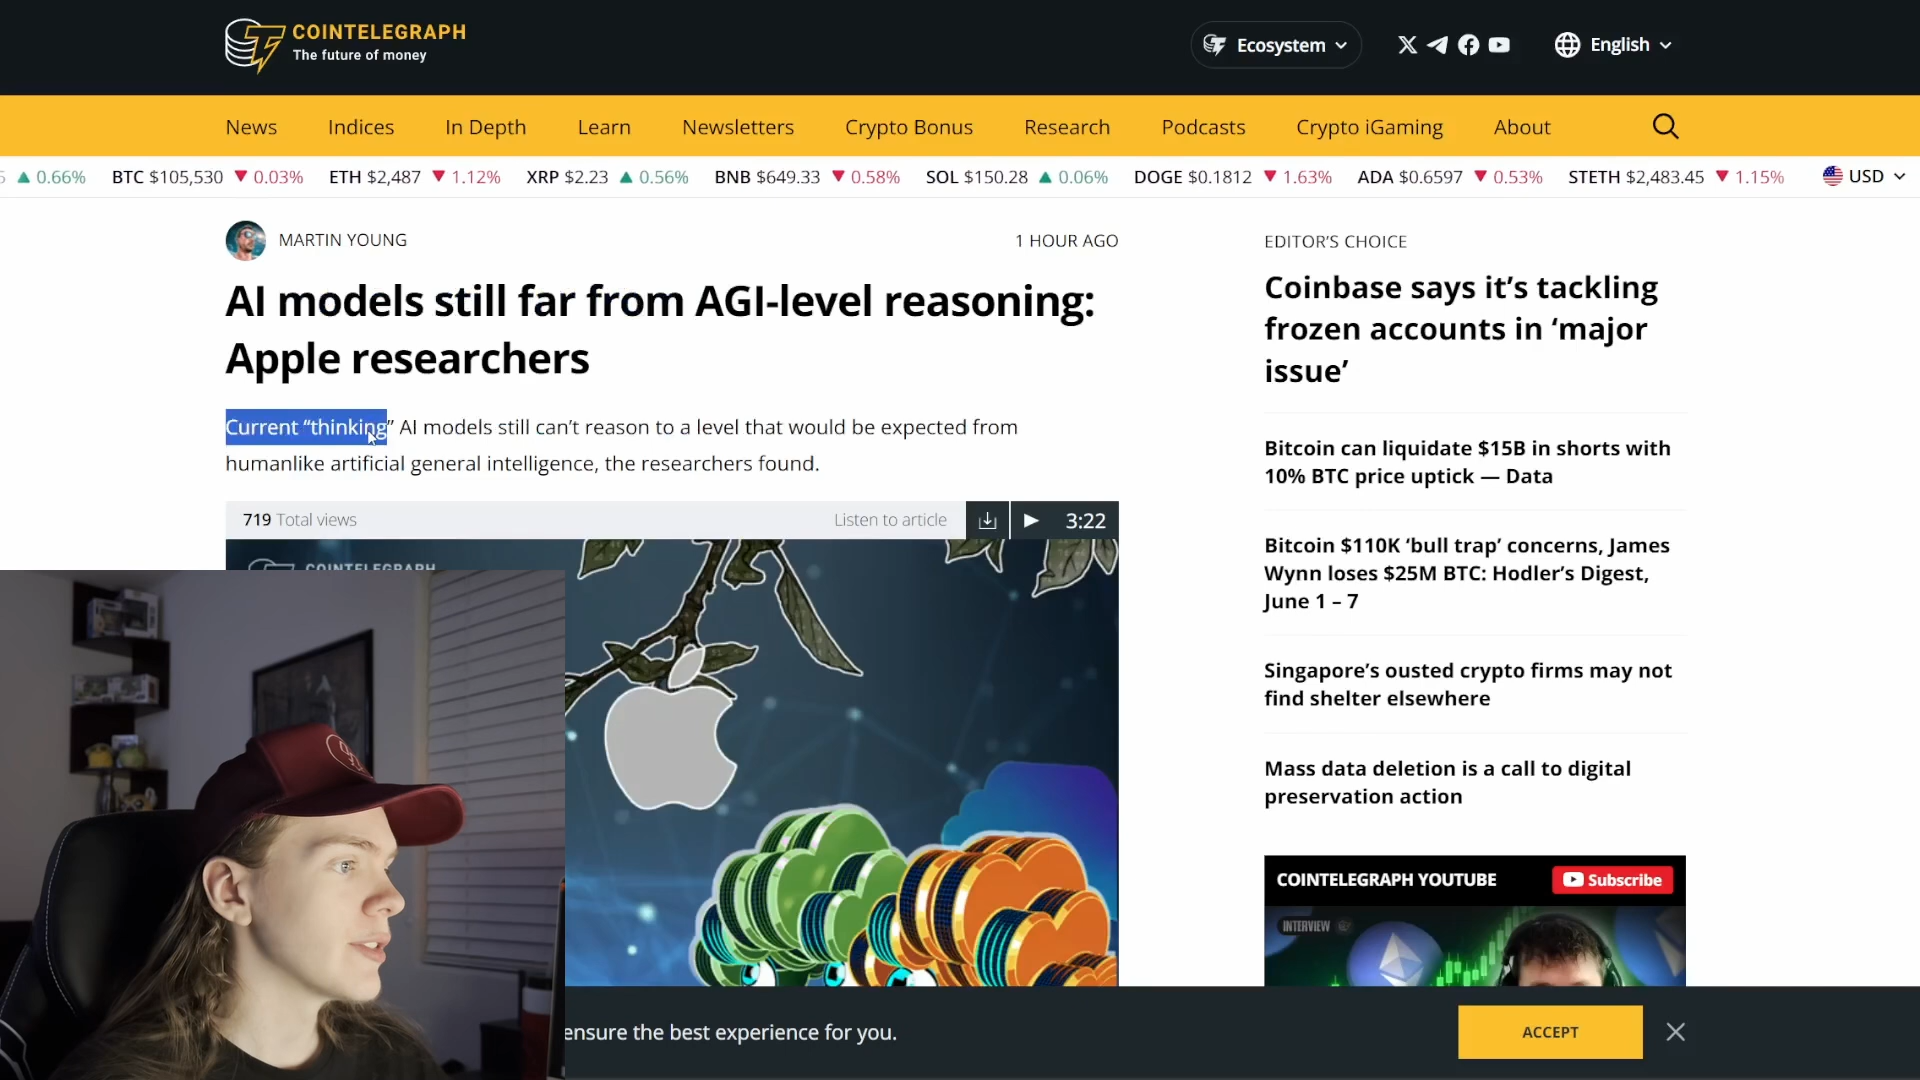 COINTELEGRAPH
The future of money
Ecosystem
English
News Indices In Depth Learn Newsletters Crypto Bonus Research Podcasts Crypto iGaming About
0.66% BTC $105,530 0.03% ETH $2,487 1.12% XRP $2.23 0.56% BNB $649.33 0.58% SOL $150.28 0.06% DOGE $0.1812 1.63% ADA $0.6597 0.53% STETH $2,483.45 1.15% USD
MARTIN YOUNG
1 HOUR AGO
AI models still far from AGI-level reasoning:
Apple researchers
Current “thinking” AI models still can’t reason to a level that would be expected from
humanlike artificial general intelligence, the researchers found.
719 Total views
Listen to article
3:22
COINTELEGRAPH
EDITOR’S CHOICE
Coinbase says it’s tackling
frozen accounts in ‘major
issue’
Bitcoin can liquidate $15B in shorts with
10% BTC price uptick — Data
Bitcoin $110K ‘bull trap’ concerns, James
Wynn loses $25M BTC: Hodler’s Digest,
June 1 – 7
Singapore’s ousted crypto firms may not
find shelter elsewhere
Mass data deletion is a call to digital
preservation action
COINTELEGRAPH YOUTUBE
Subscribe
INTERVIEW
ensure the best experience for you.
ACCEPT